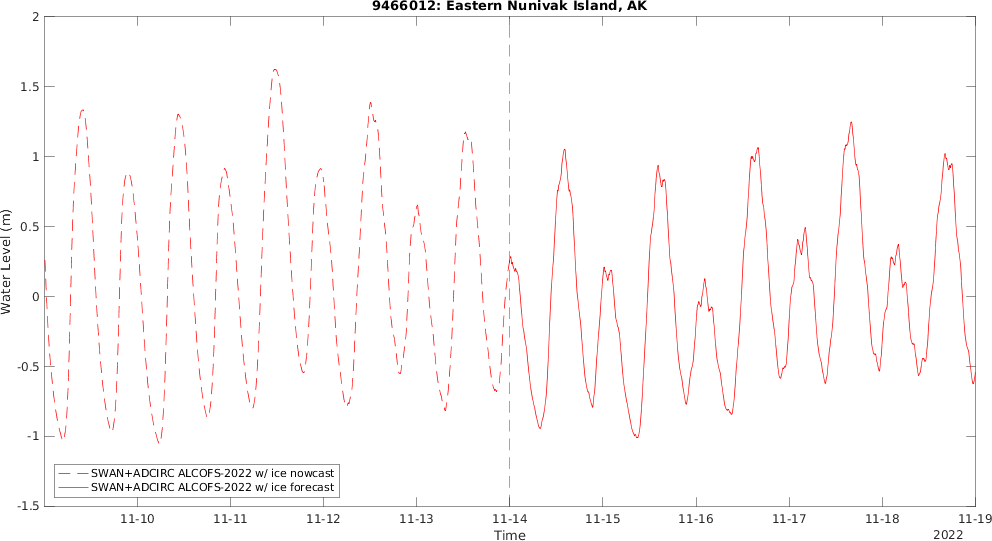 9466012: Eastern Nunivak Island, AK
2
1.5
1
0.5
0
-0.5
-1
-1.5
Water Level (m)
SWAN+ADCIRC ALCOFS-2022 w/ ice nowcast
SWAN+ADCIRC ALCOFS-2022 w/ ice forecast
11-10 11-11 11-12 11-13 11-14 11-15 11-16 11-17 11-18 11-19
Time
2022